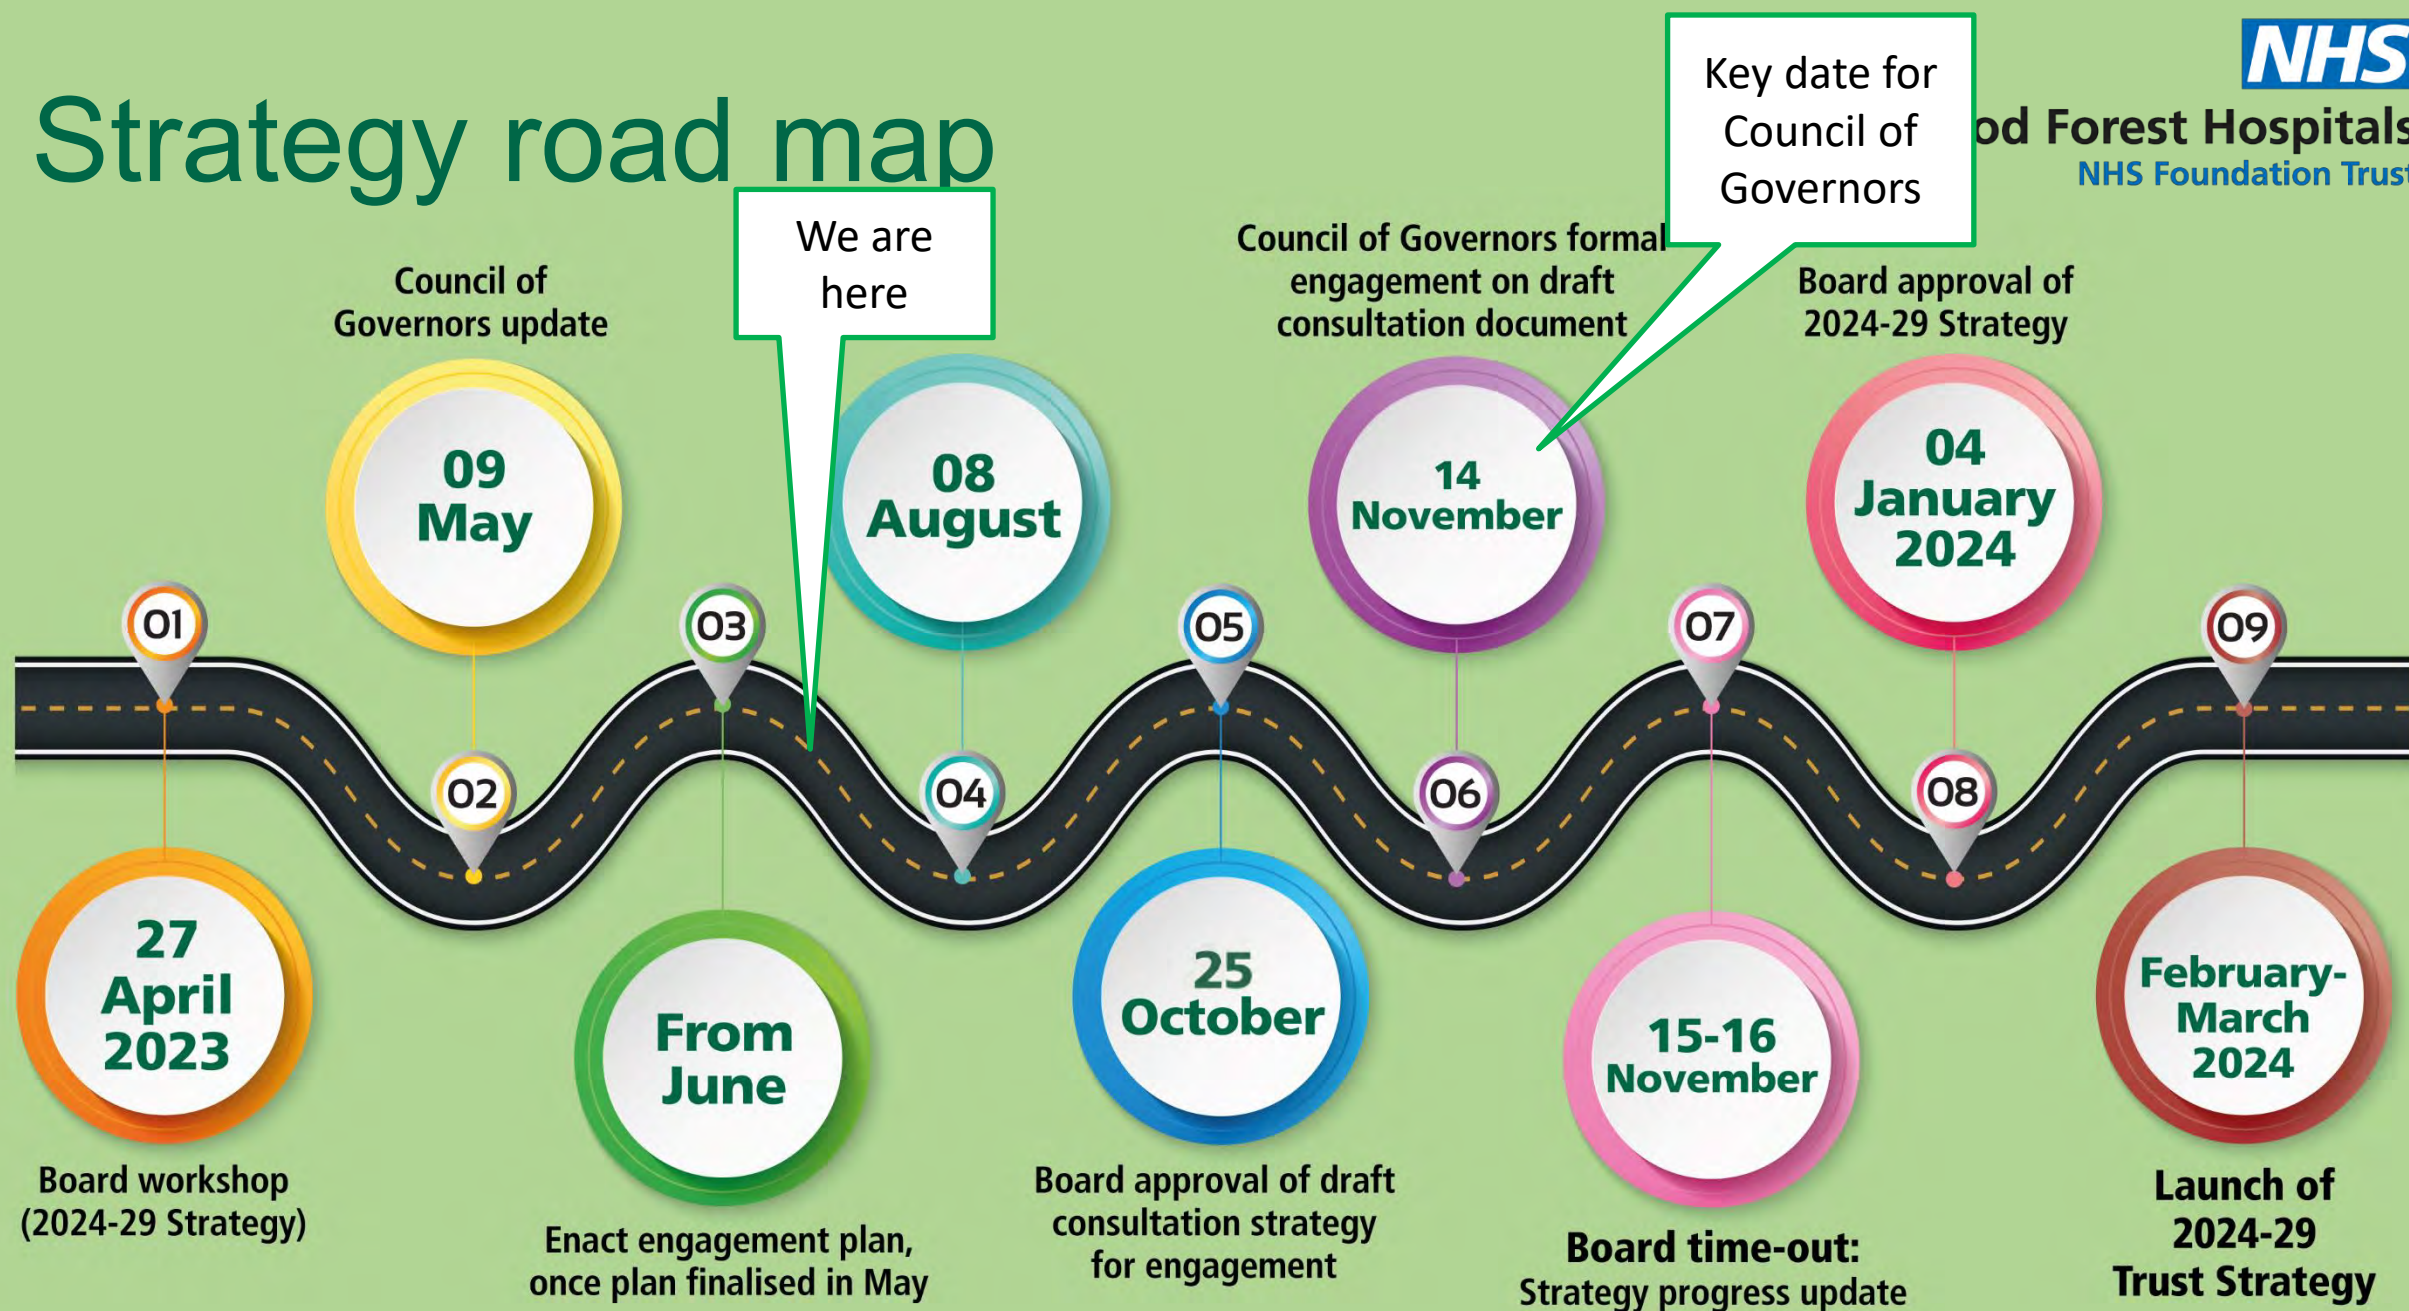 Strategy road map
NHS
od Forest Hospitals
NHS Foundation Trust
We are
here
Key date for
Council of
Governors
Council of
Governors update
Council of Governors formal
engagement on draft
consultation document
Board approval of
2024-29 Strategy
09
May
08
August
14
November
04
January
2024
01
02
03
04
05
06
07
08
09
27
April
2023
From
June
25
October
15-16
November
February-
March
2024
Board workshop
(2024-29 Strategy)
Enact engagement plan,
once plan finalised in May
Board approval of draft
consultation strategy
for engagement
Board time-out:
Strategy progress update
Launch of
2024-29
Trust Strategy